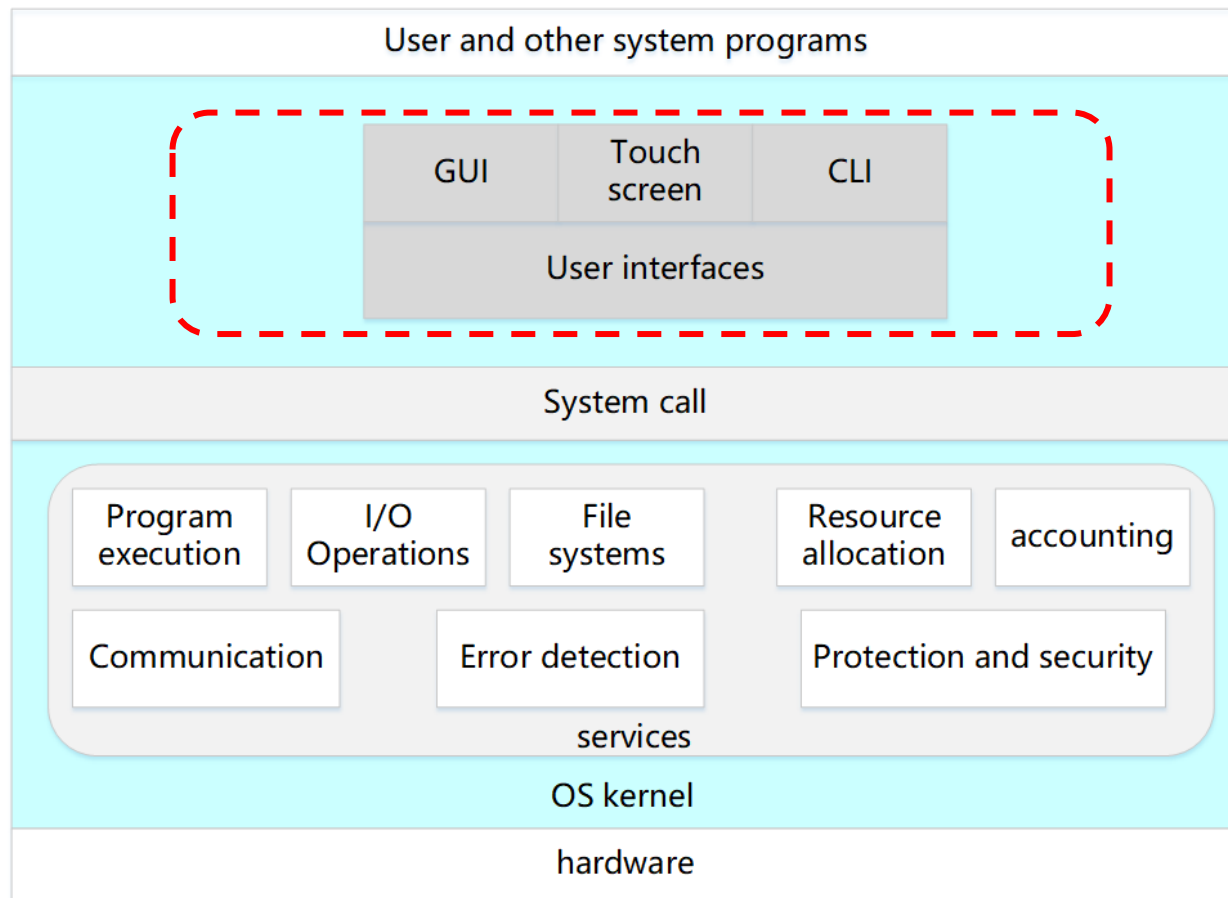 User and other system programs
GUI
Touch
screen
CLI
User interfaces
System call
Program
execution
I/O
Operations
File
systems
Resource
allocation
accounting
Communication
Error detection
Protection and security
services
OS kernel
hardware